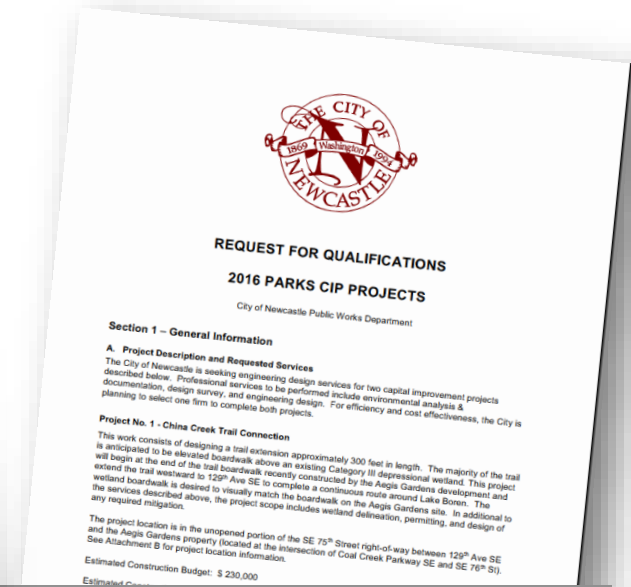 THE CITY OF
1869 Washington 1994
NEWCASTLE
N
REQUEST FOR QUALIFICATIONS
2016 PARKS CIP PROJECTS
City of Newcastle Public Works Department
Section 1 – General Information
A. Project Description and Requested Services
The City of Newcastle is seeking engineering design services for two capital improvement projects
described below. Professional services to be performed include environmental analysis &
documentation, design survey, and engineering design. For efficiency and cost effectiveness, the City is
planning to select one firm to complete both projects.
Project No. 1 - China Creek Trail Connection
This work consists of designing a trail extension approximately 300 feet in length. The majority of the trail
is anticipated to be elevated boardwalk above an existing Category III depressional wetland. This project
will begin at the end of the trail boardwalk recently constructed by the Aegis Gardens development and
extend the trail westward to 129th Ave SE to complete a continuous route around Lake Boren. The
wetland boardwalk is desired to visually match the boardwalk on the Aegis Gardens site. In addition to
the services described above, the project scope includes wetland delineation, permitting, and design of
any required mitigation.
The project location is in the unopened portion of the SE 75th Street right-of-way between 129th Ave SE
and the Aegis Gardens property (located at the intersection of Coal Creek Parkway SE and SE 76th St).
See Attachment B for project location information.
Estimated Construction Budget: $ 230,000
Estimated